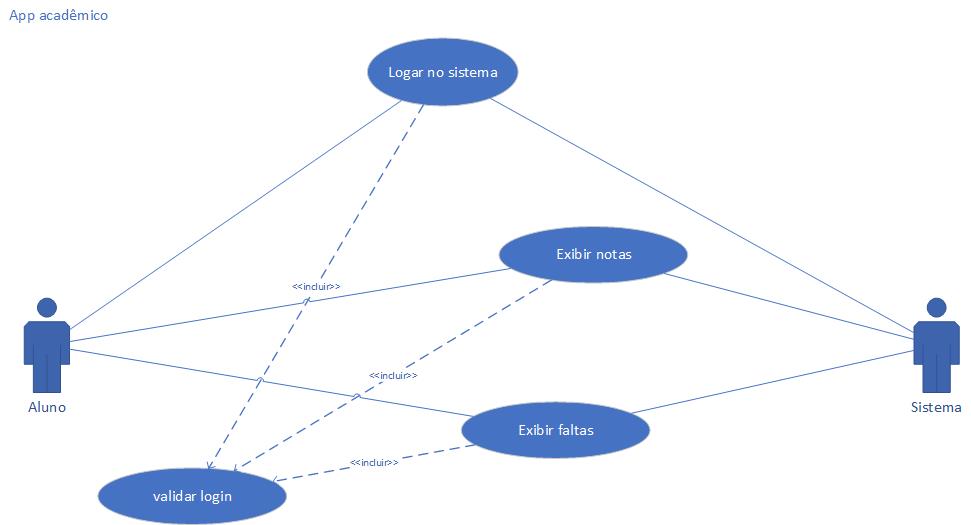 App acadêmico
Logar no sistema
Exibir notas
<<incluir>>
<<incluir>>
Aluno
Sistema
Exibir faltas
<<incluir>>
validar login